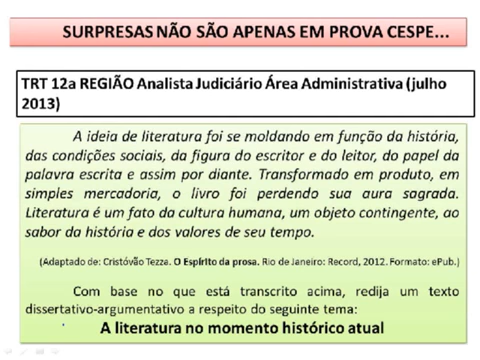 SURPRESAS NÃO SÃO APENAS EM PROVA CESPE...
TRT 12a REGIÃO Analista Judiciário Área Administrativa (julho
2013)
A ideia de literatura foi se moldando em função da história,
das condições sociais, da figura do escritor e do leitor, do papel da
palavra escrita e assim por diante. Transformado em produto, em
simples mercadoria, o livro foi perdendo sua aura sagrada.
Literatura é um fato da cultura humana, um objeto contingente, ao
sabor da história e dos valores de seu tempo.
(Adaptado de: Cristóvão Tezza. O Espírito da prosa. Rio de Janeiro: Record, 2012. Formato: ePub.)
Com base no que está transcrito acima, redija um texto
dissertativo-argumentativo a respeito do seguinte tema:
A literatura no momento histórico atual